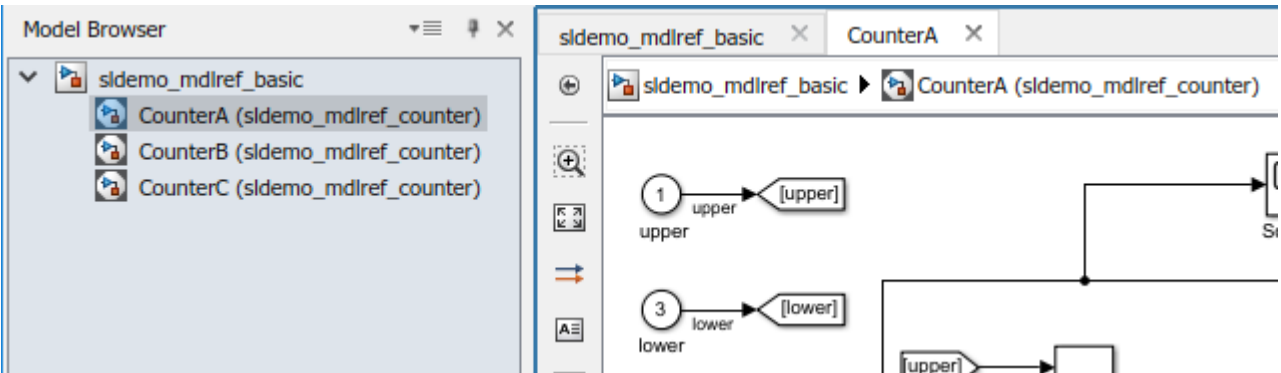 Model Browser
sldemo_mdlref_basic
CounterA (sldemo_mdlref_counter)
CounterB (sldemo_mdlref_counter)
CounterC (sldemo_mdlref_counter)
sldemo_mdlref_basic
CounterA
sldemo_mdlref_basic CounterA (sldemo_mdlref_counter)
1
upper
[upper]
upper
3
lower
[lower]
lower
[upper]
A